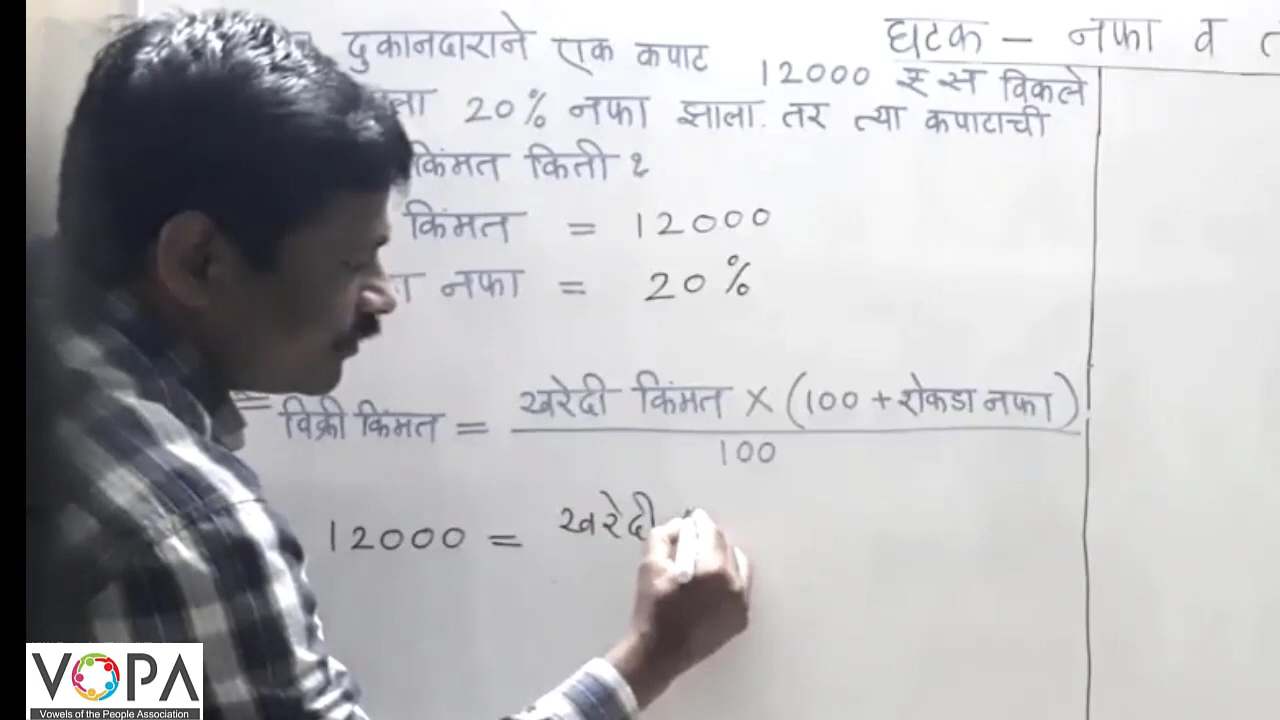 घटक - नफा व
दुकानदाराने एक कपाट 12000 रु स विकले
ला 20% नफा झाला. तर त्या कपाटाची
किंमत किती ?
किंमत = 12000
नफा = 20%
विक्री किंमत = खरेदी किंमत × (100 + शेकडा नफा)
100
12000 = खरेदी
VOPA
Vowels of the People Association